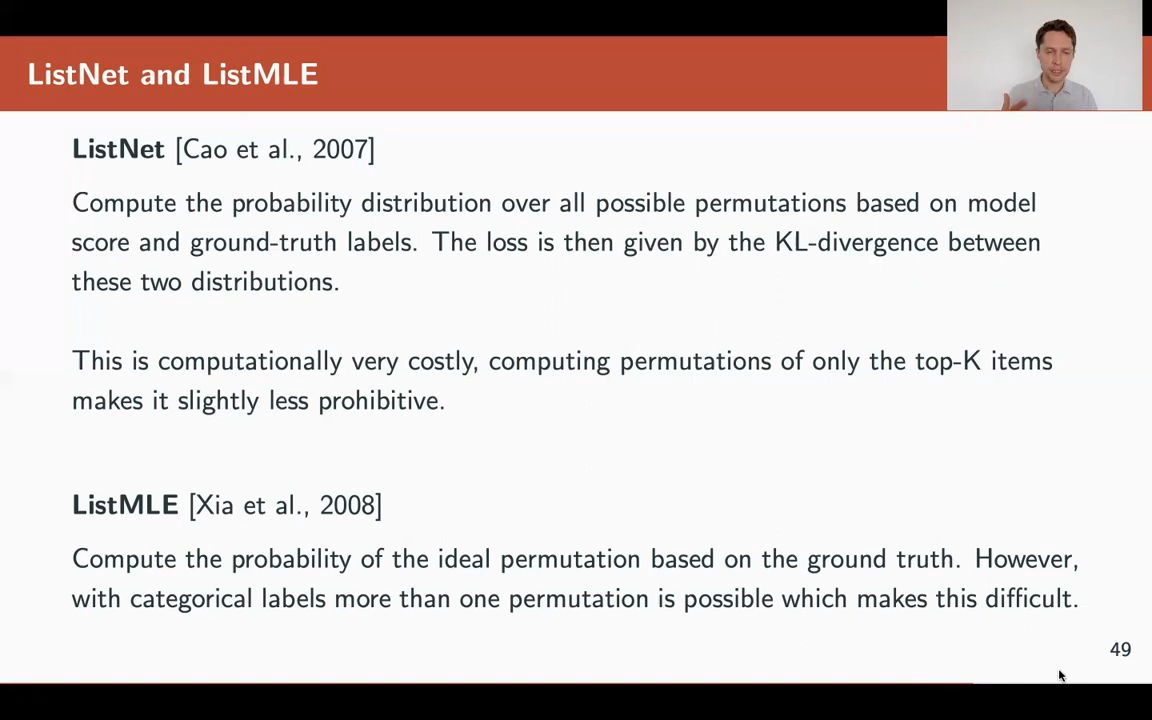 ListNet and ListMLE
ListNet [Cao et al., 2007]
Compute the probability distribution over all possible permutations based on model
score and ground-truth labels. The loss is then given by the KL-divergence between
these two distributions.
This is computationally very costly, computing permutations of only the top-K items
makes it slightly less prohibitive.
ListMLE [Xia et al., 2008]
Compute the probability of the ideal permutation based on the ground truth. However,
with categorical labels more than one permutation is possible which makes this difficult.
49